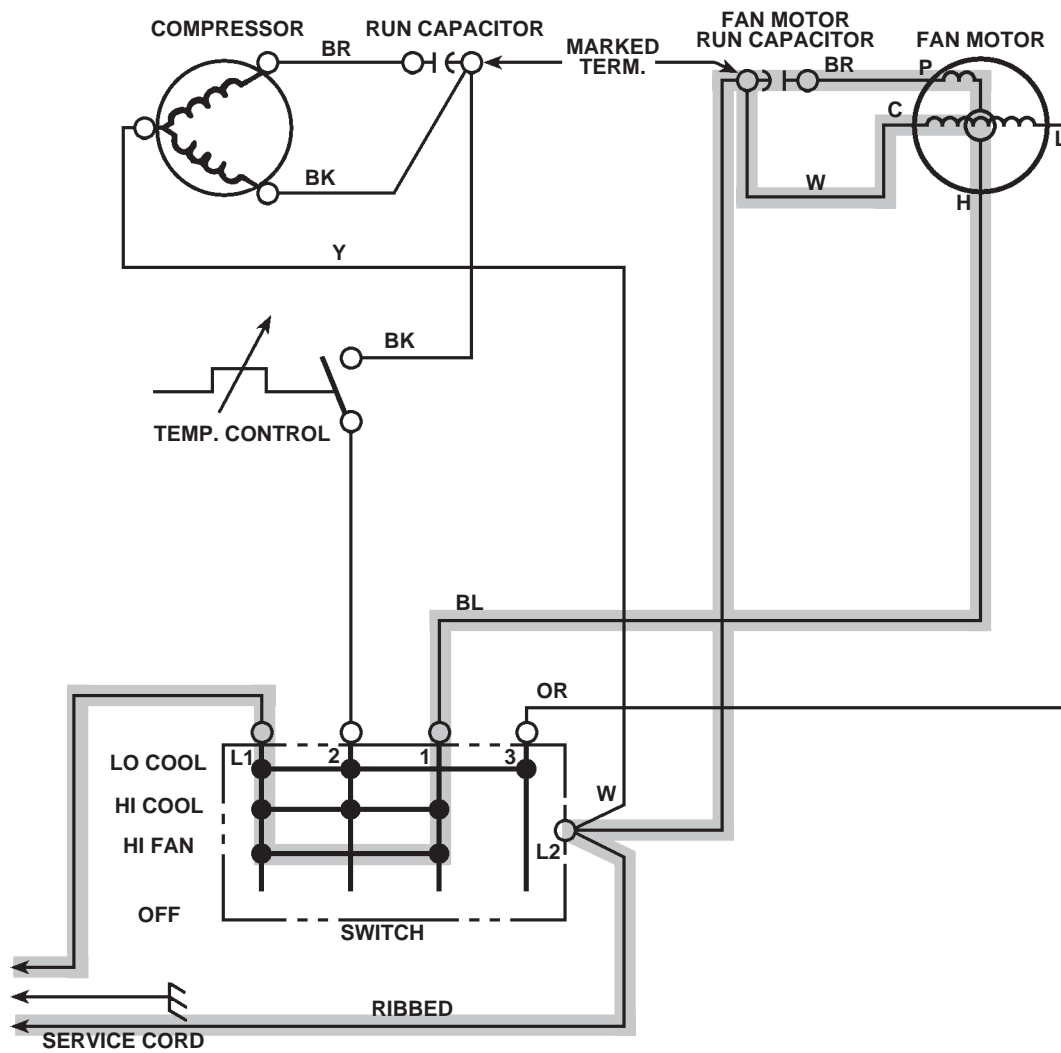 COMPRESSOR
BR
RUN CAPACITOR
MARKED
TERM.
FAN MOTOR
RUN CAPACITOR
FAN MOTOR
BR
P
C
L
W
H
BK
Y
BK
TEMP. CONTROL
BL
OR
LO COOL
L1
2
1
3
HI COOL
W
HI FAN
L2
OFF
SWITCH
RIBBED
SERVICE CORD